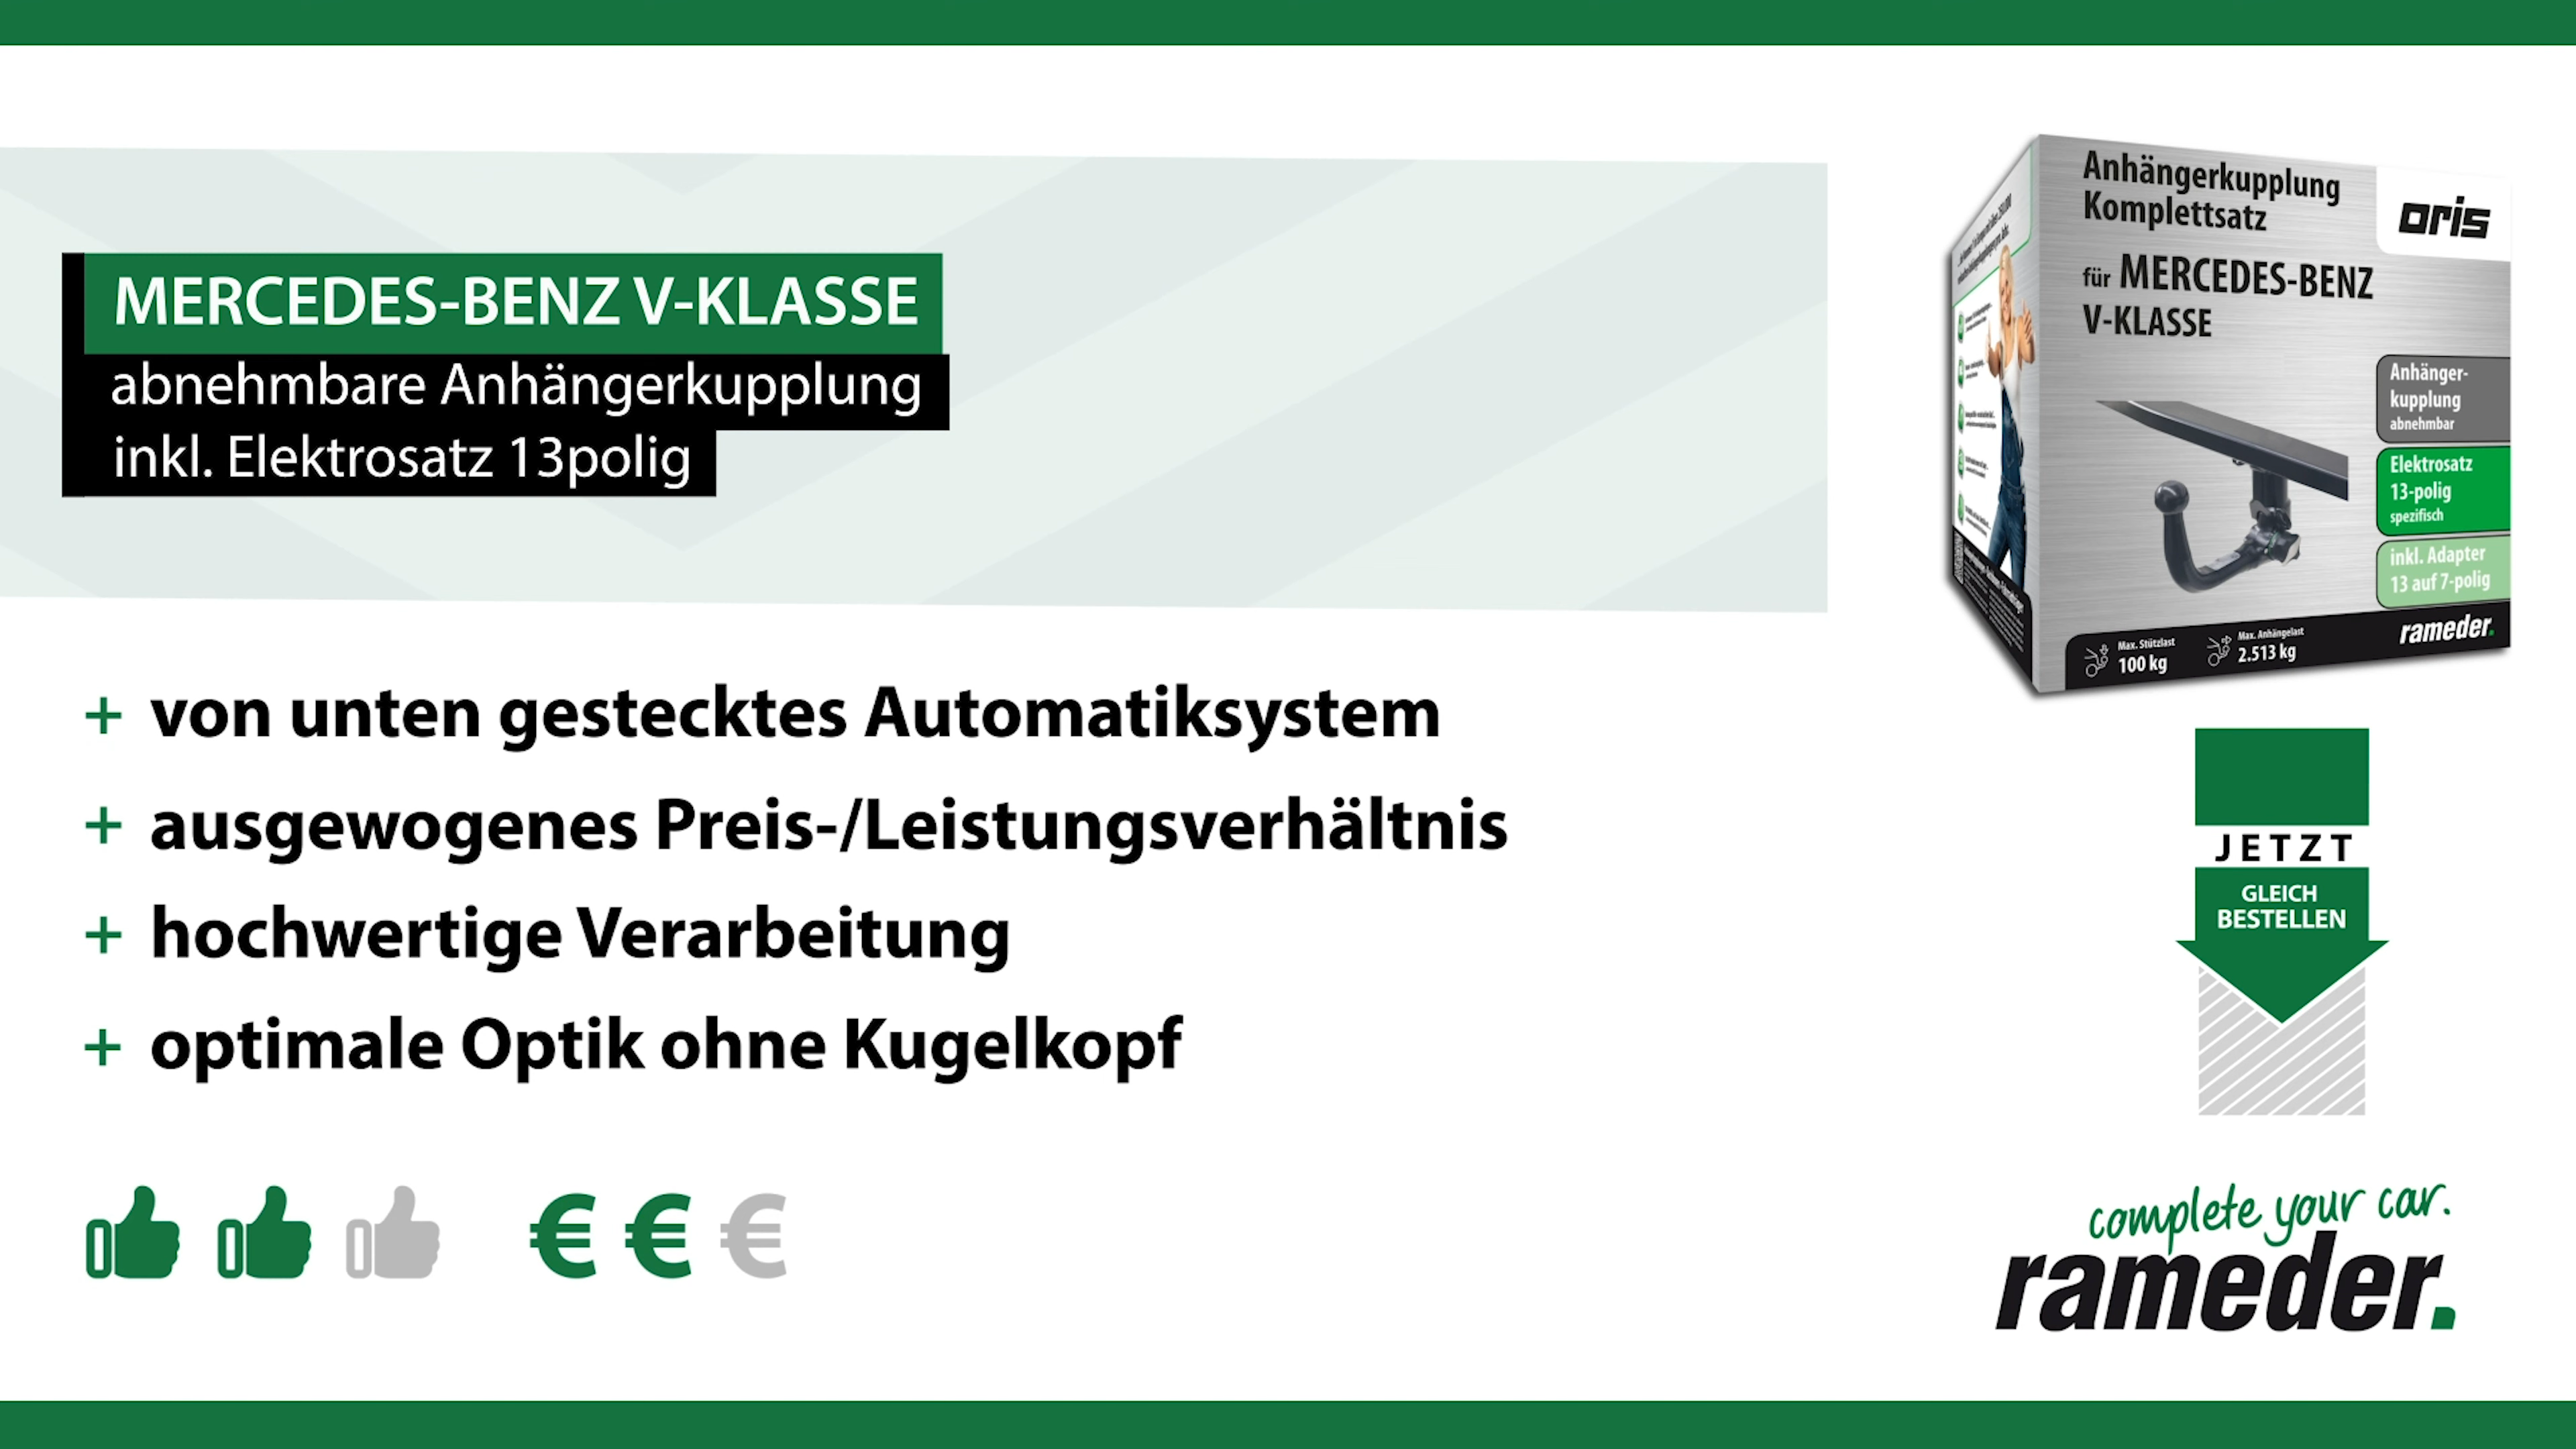 MERCEDES-BENZ V-KLASSE
abnehmbare Anhängerkupplung
inkl. Elektrosatz 13polig
+ von unten gestecktes Automatiksystem
+ ausgewogenes Preis-/Leistungsverhältnis
+ hochwertige Verarbeitung
+ optimale Optik ohne Kugelkopf
€ € €
Anhängerkupplung
Komplettsatz
oris
für MERCEDES-BENZ
V-KLASSE
Anhänger-
kupplung
abnehmbar
Elektrosatz
13-polig
spezifisch
inkl. Adapter
13 auf 7-polig
Max. Stützlast
100 kg
Max. Anhängelast
2.513 kg
rameder.
JETZT
GLEICH
BESTELLEN
complete your car.
rameder.